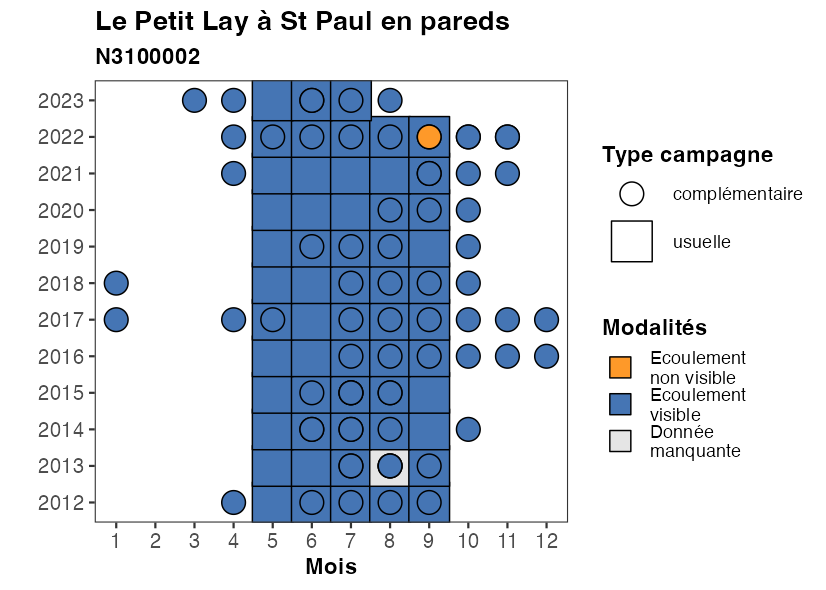 Le Petit Lay à St Paul en pareds
N3100002
2023
2022
2021
2020
2019
2018
2017
2016
2015
2014
2013
2012
1 2 3 4 5 6 7 8 9 10 11 12
Mois
Type campagne
complémentaire
usuelle
Modalités
Ecoulement
non visible
Ecoulement
visible
Donnée
manquante